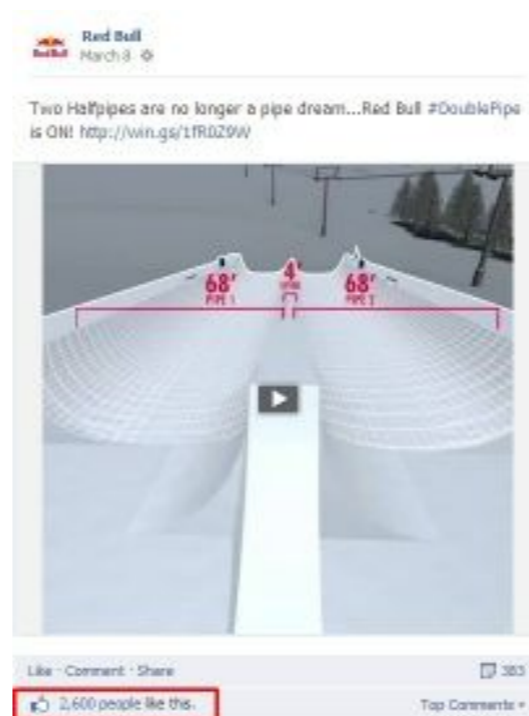 Red Bull
March 8
Two Halfpipes are no longer a pipe dream...Red Bull #DoublePipe
is ON! http://win.gs/1fR0Z9W
68' 4' 68'
PIPE 1 SPINE PIPE 2
Like · Comment · Share 383
2,600 people like this. Top Comments